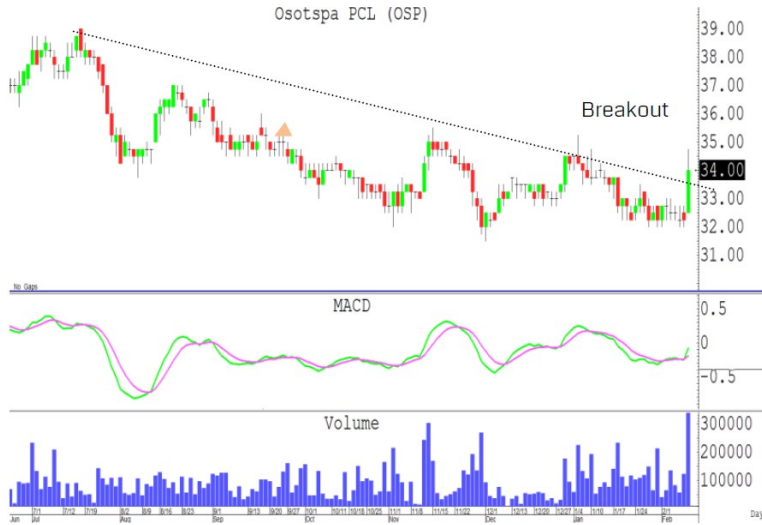 Osotspa PCL (OSP)
39.00
38.00
37.00
36.00
Breakout
35.00
34.00
33.00
32.00
31.00
No Gaps
MACD
0.5
0
-0.5
Volume
300000
200000
100000
7/1 7/12 7/19 8/2 8/9 8/16 8/23 9/1 9/13 9/20 9/27 10/1 10/11 10/18 10/25 11/1 11/8 11/15 11/22 12/1 12/13 12/20 12/27 1/4 1/10 1/17 1/24 2/1
Day
Jun Jul Aug Sep Oct Nov Dec Jan Feb